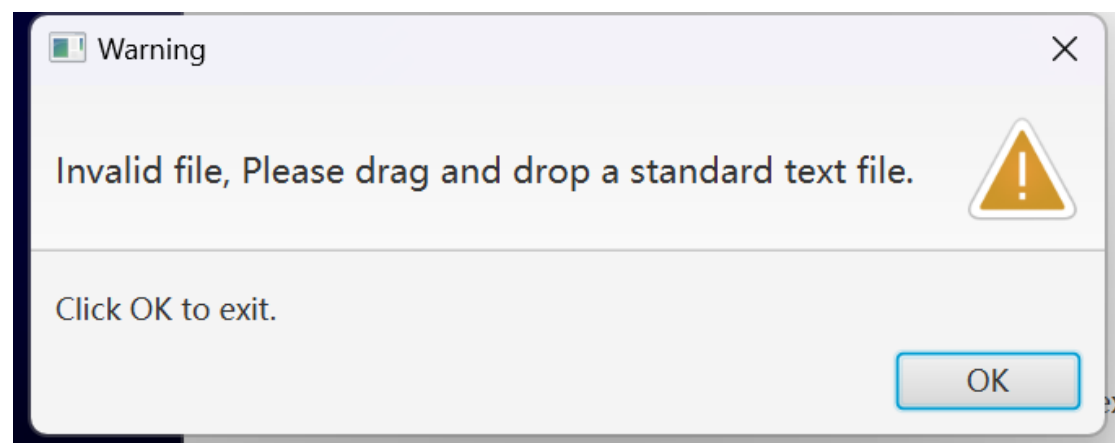 Warning
Invalid file, Please drag and drop a standard text file.
Click OK to exit.
OK